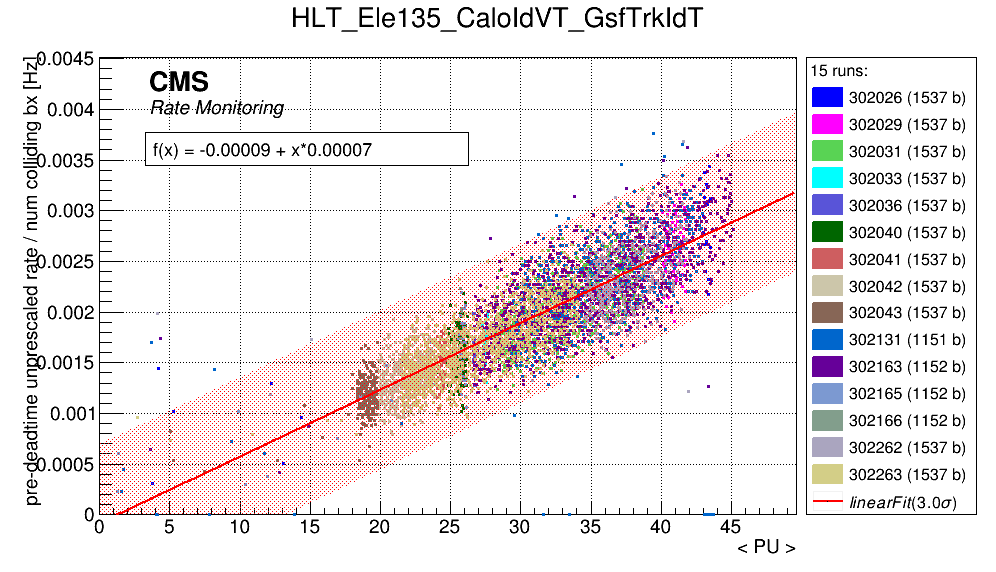 HLT_Ele135_CaloIdVT_GsfTrkIdT
pre-deadtime unprescaled rate / num colliding bx [Hz]
0.0045
0.004
0.0035
0.003
0.0025
0.002
0.0015
0.001
0.0005
0
CMS
Rate Monitoring
f(x) = -0.00009 + x*0.00007
0 5 10 15 20 25 30 35 40 45
< PU >
15 runs:
302026 (1537 b)
302029 (1537 b)
302031 (1537 b)
302033 (1537 b)
302036 (1537 b)
302040 (1537 b)
302041 (1537 b)
302042 (1537 b)
302043 (1537 b)
302131 (1151 b)
302163 (1152 b)
302165 (1152 b)
302166 (1152 b)
302262 (1537 b)
302263 (1537 b)
linearFit(3.0σ)